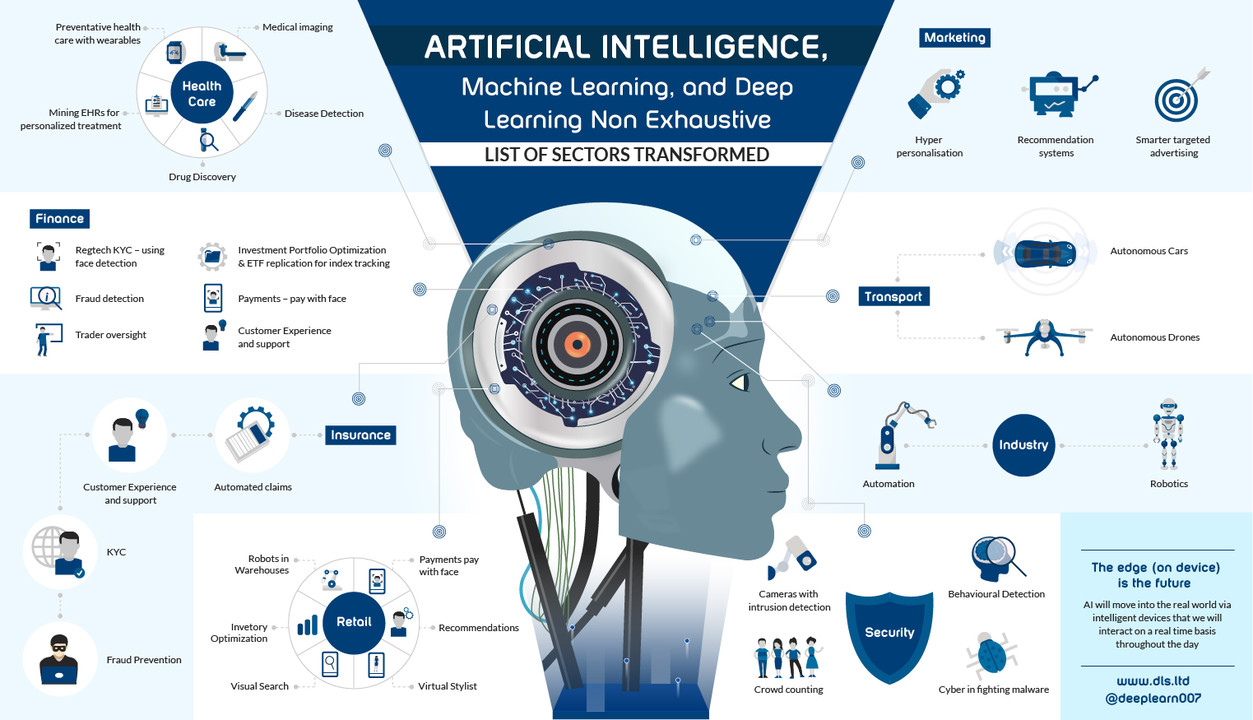 ARTIFICIAL INTELLIGENCE,
Machine Learning, and Deep
Learning Non Exhaustive
LIST OF SECTORS TRANSFORMED
Preventative health
care with wearables
Medical imaging
Health
Care
Mining EHRs for
personalized treatment
Disease Detection
Drug Discovery
Marketing
Hyper
personalisation
Recommendation
systems
Smarter targeted
advertising
Finance
Regtech KYC – using
face detection
Investment Portfolio Optimization
& ETF replication for index tracking
Fraud detection
Payments – pay with face
Trader oversight
Customer Experience
and support
Transport
Autonomous Cars
Autonomous Drones
Insurance
Customer Experience
and support
Automated claims
KYC
Fraud Prevention
Industry
Automation
Robotics
Robots in
Warehouses
Payments pay
with face
Retail
Invetory
Optimization
Recommendations
Visual Search
Virtual Stylist
Cameras with
intrusion detection
Behavioural Detection
Security
Crowd counting
Cyber in fighting malware
The edge (on device)
is the future
AI will move into the real world via
intelligent devices that we will
interact on a real time basis
throughout the day
www.dls.ltd
@deeplearn007